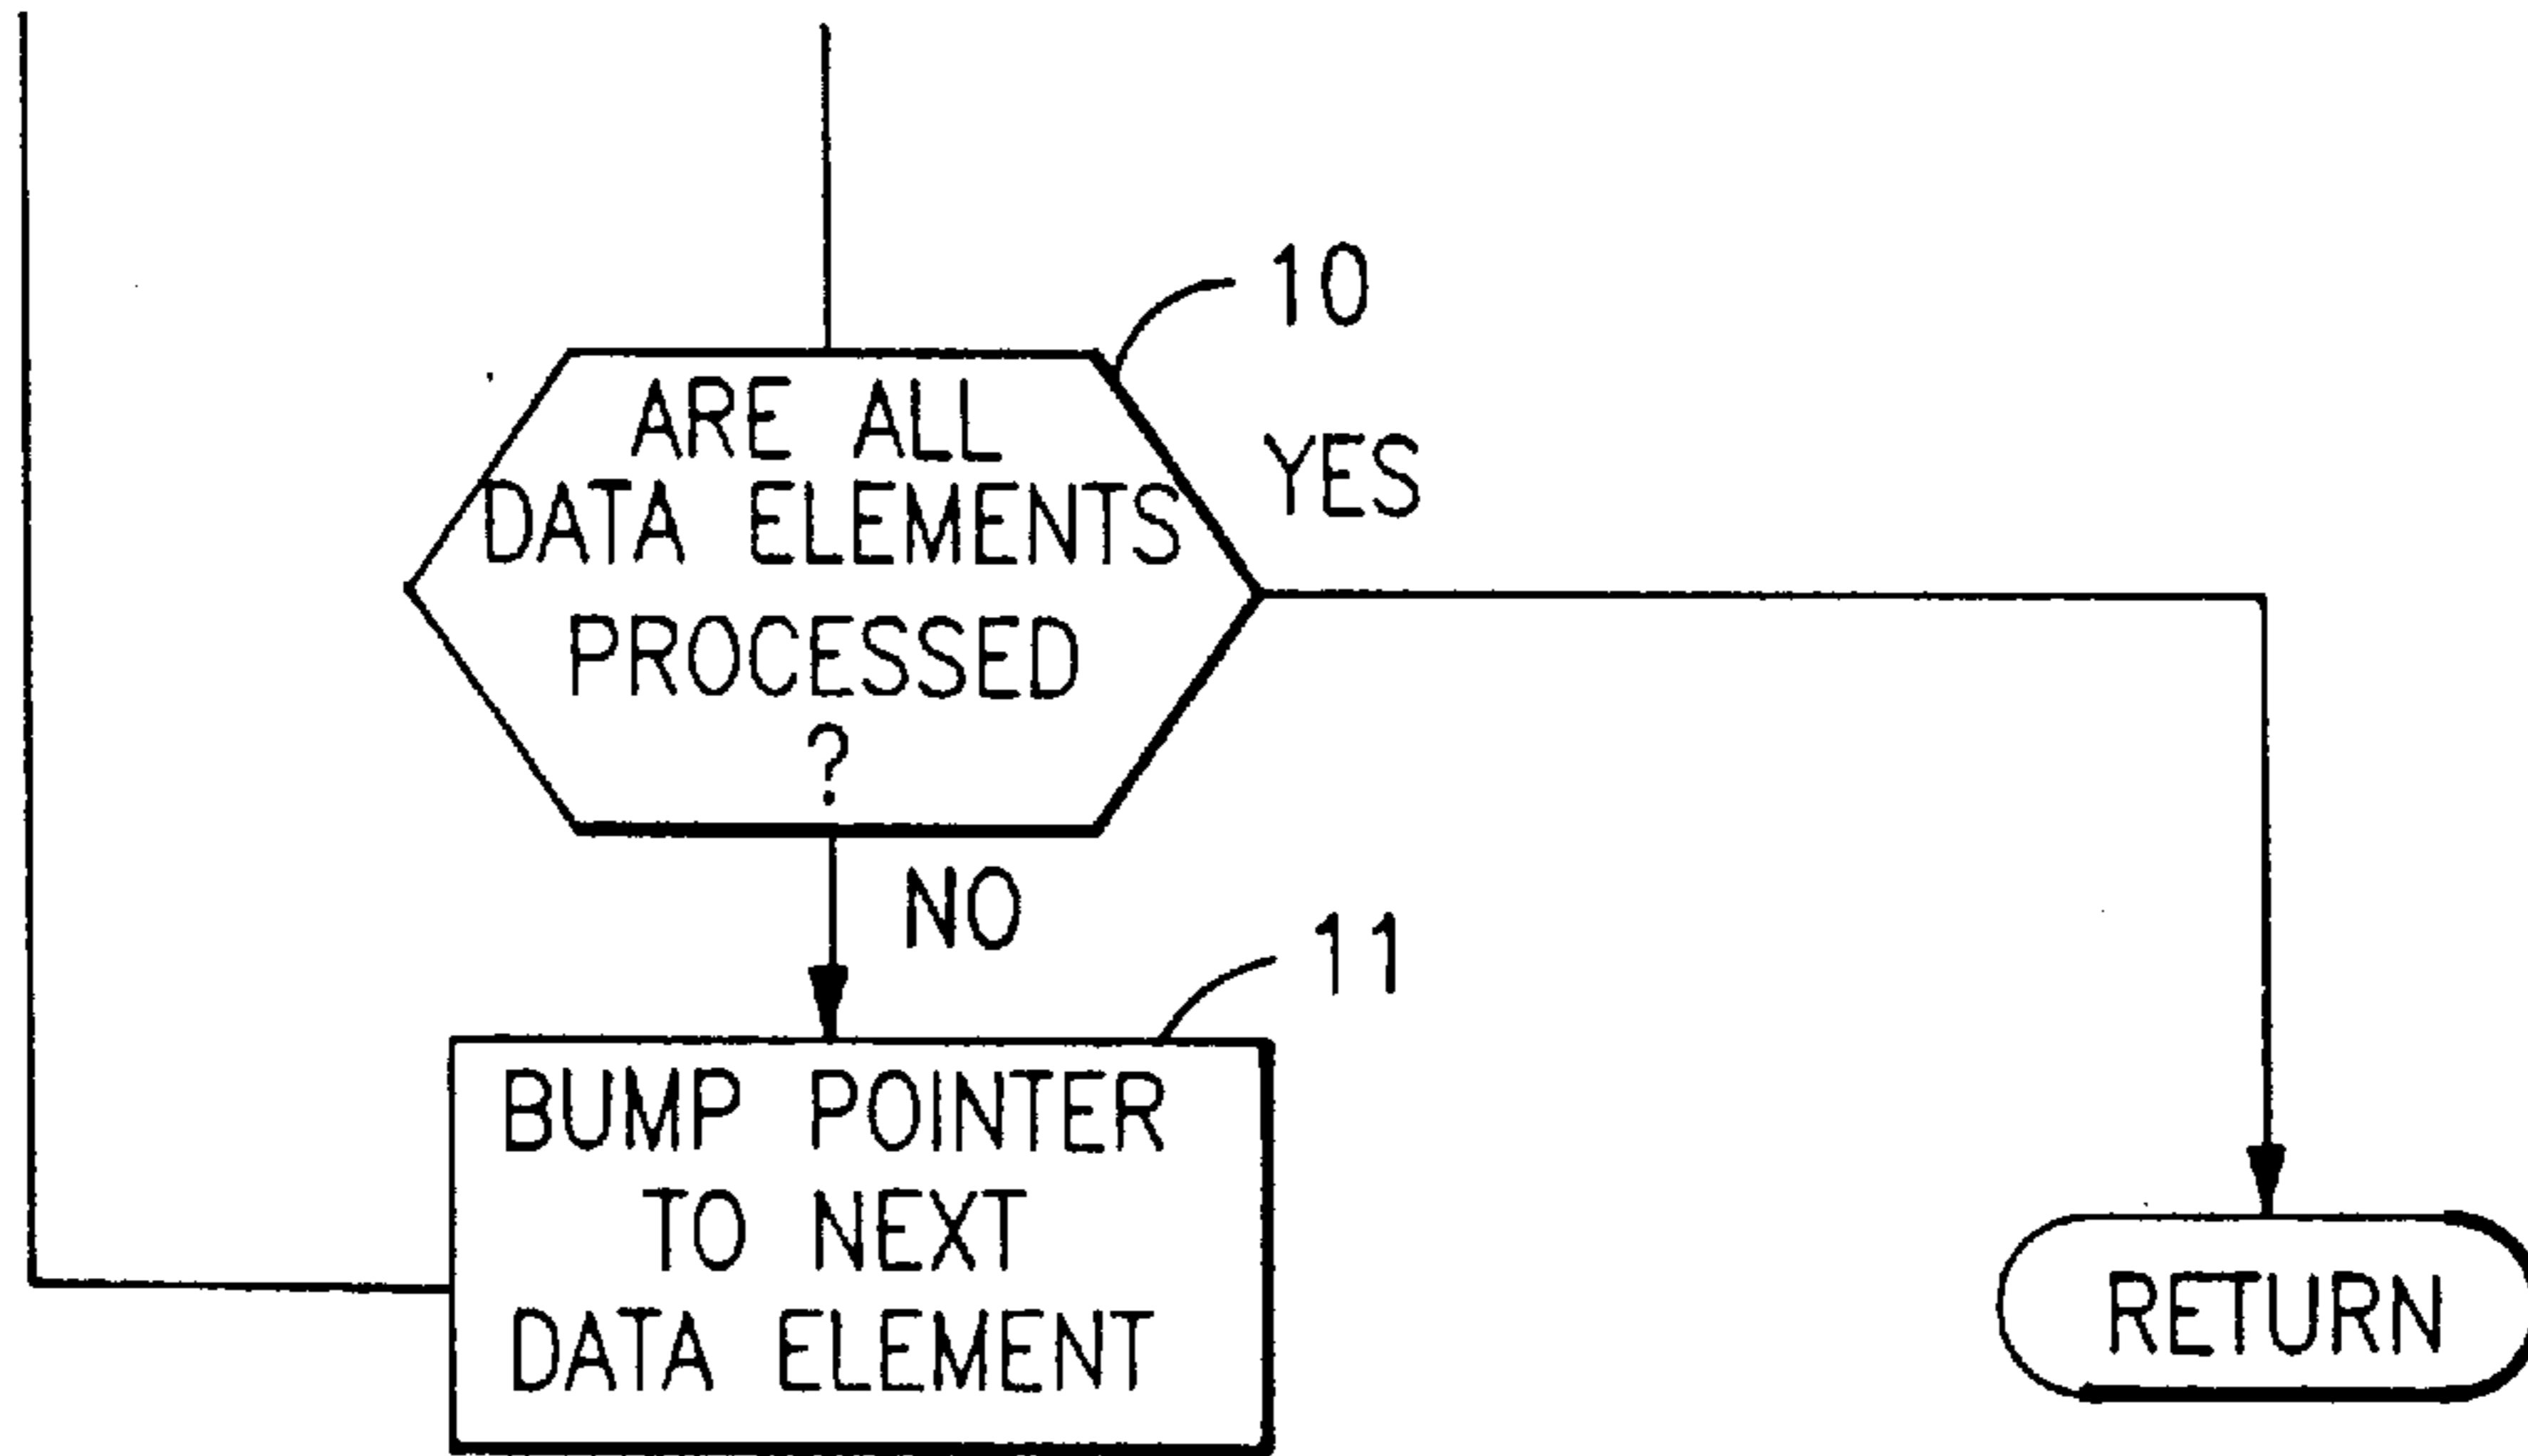 10
ARE ALL
DATA ELEMENTS
PROCESSED
?
YES
NO
11
BUMP POINTER
TO NEXT
DATA ELEMENT
RETURN